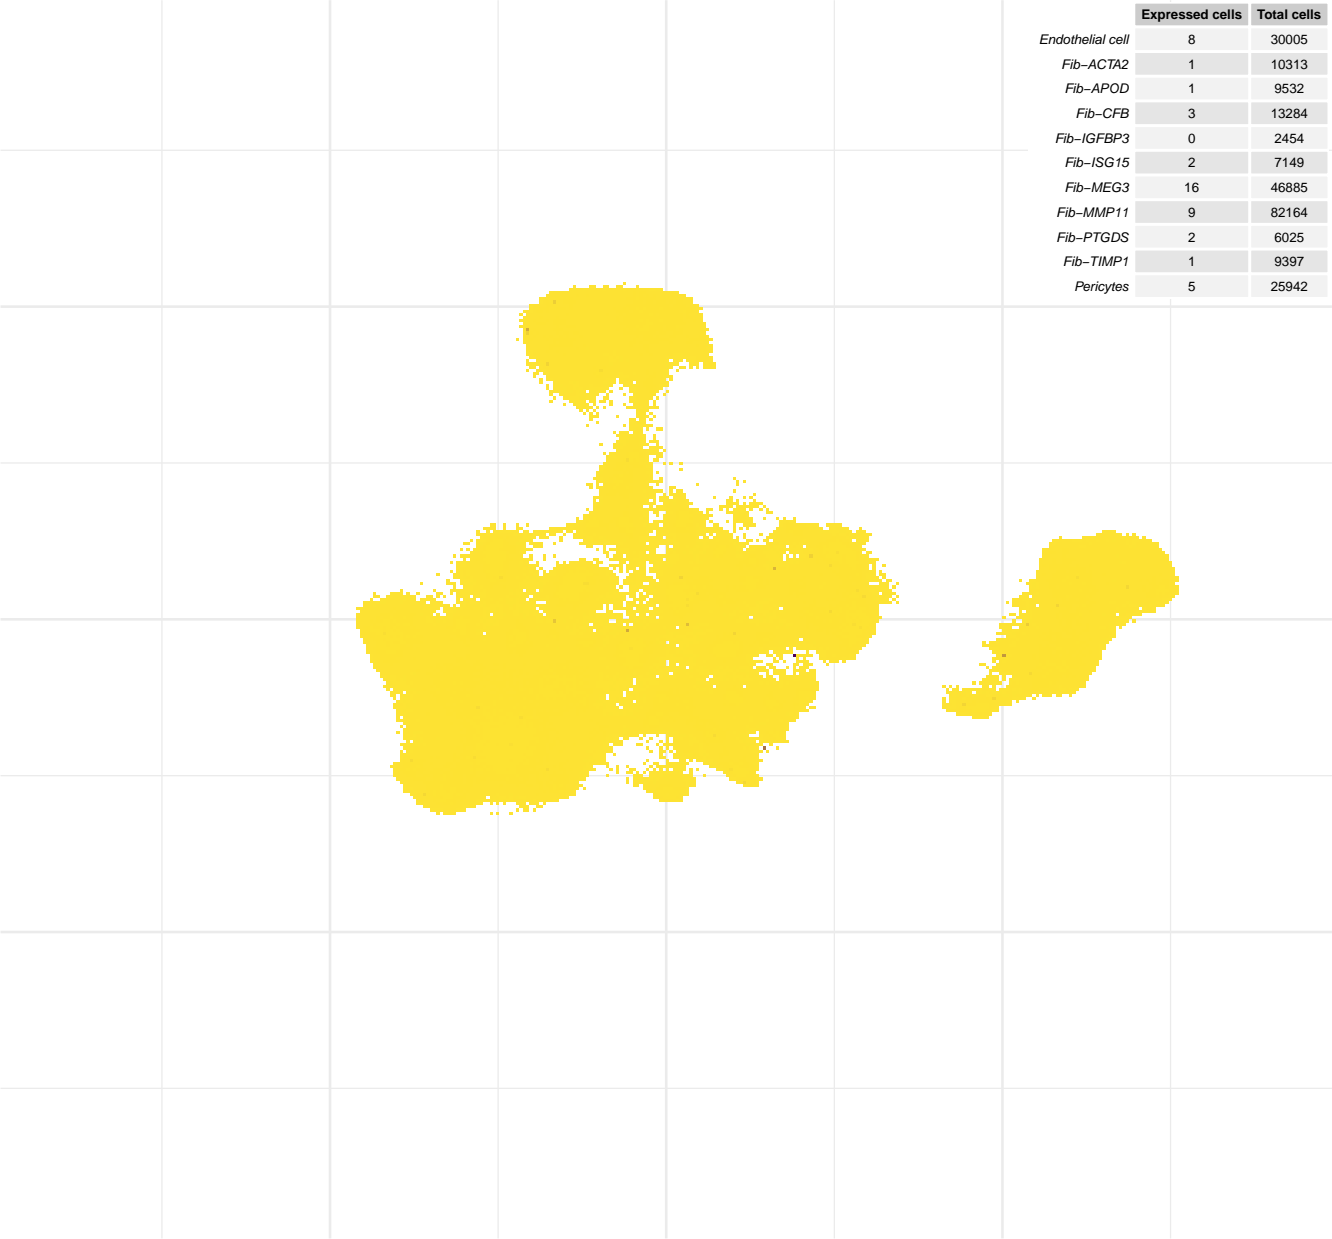 Expressed cells Total cells
Endothelial cell 8 30005
Fib−ACTA2 1 10313
Fib−APOD 1 9532
Fib−CFB 3 13284
Fib−IGFBP3 0 2454
Fib−ISG15 2 7149
Fib−MEG3 16 46885
Fib−MMP11 9 82164
Fib−PTGDS 2 6025
Fib−TIMP1 1 9397
Pericytes 5 25942